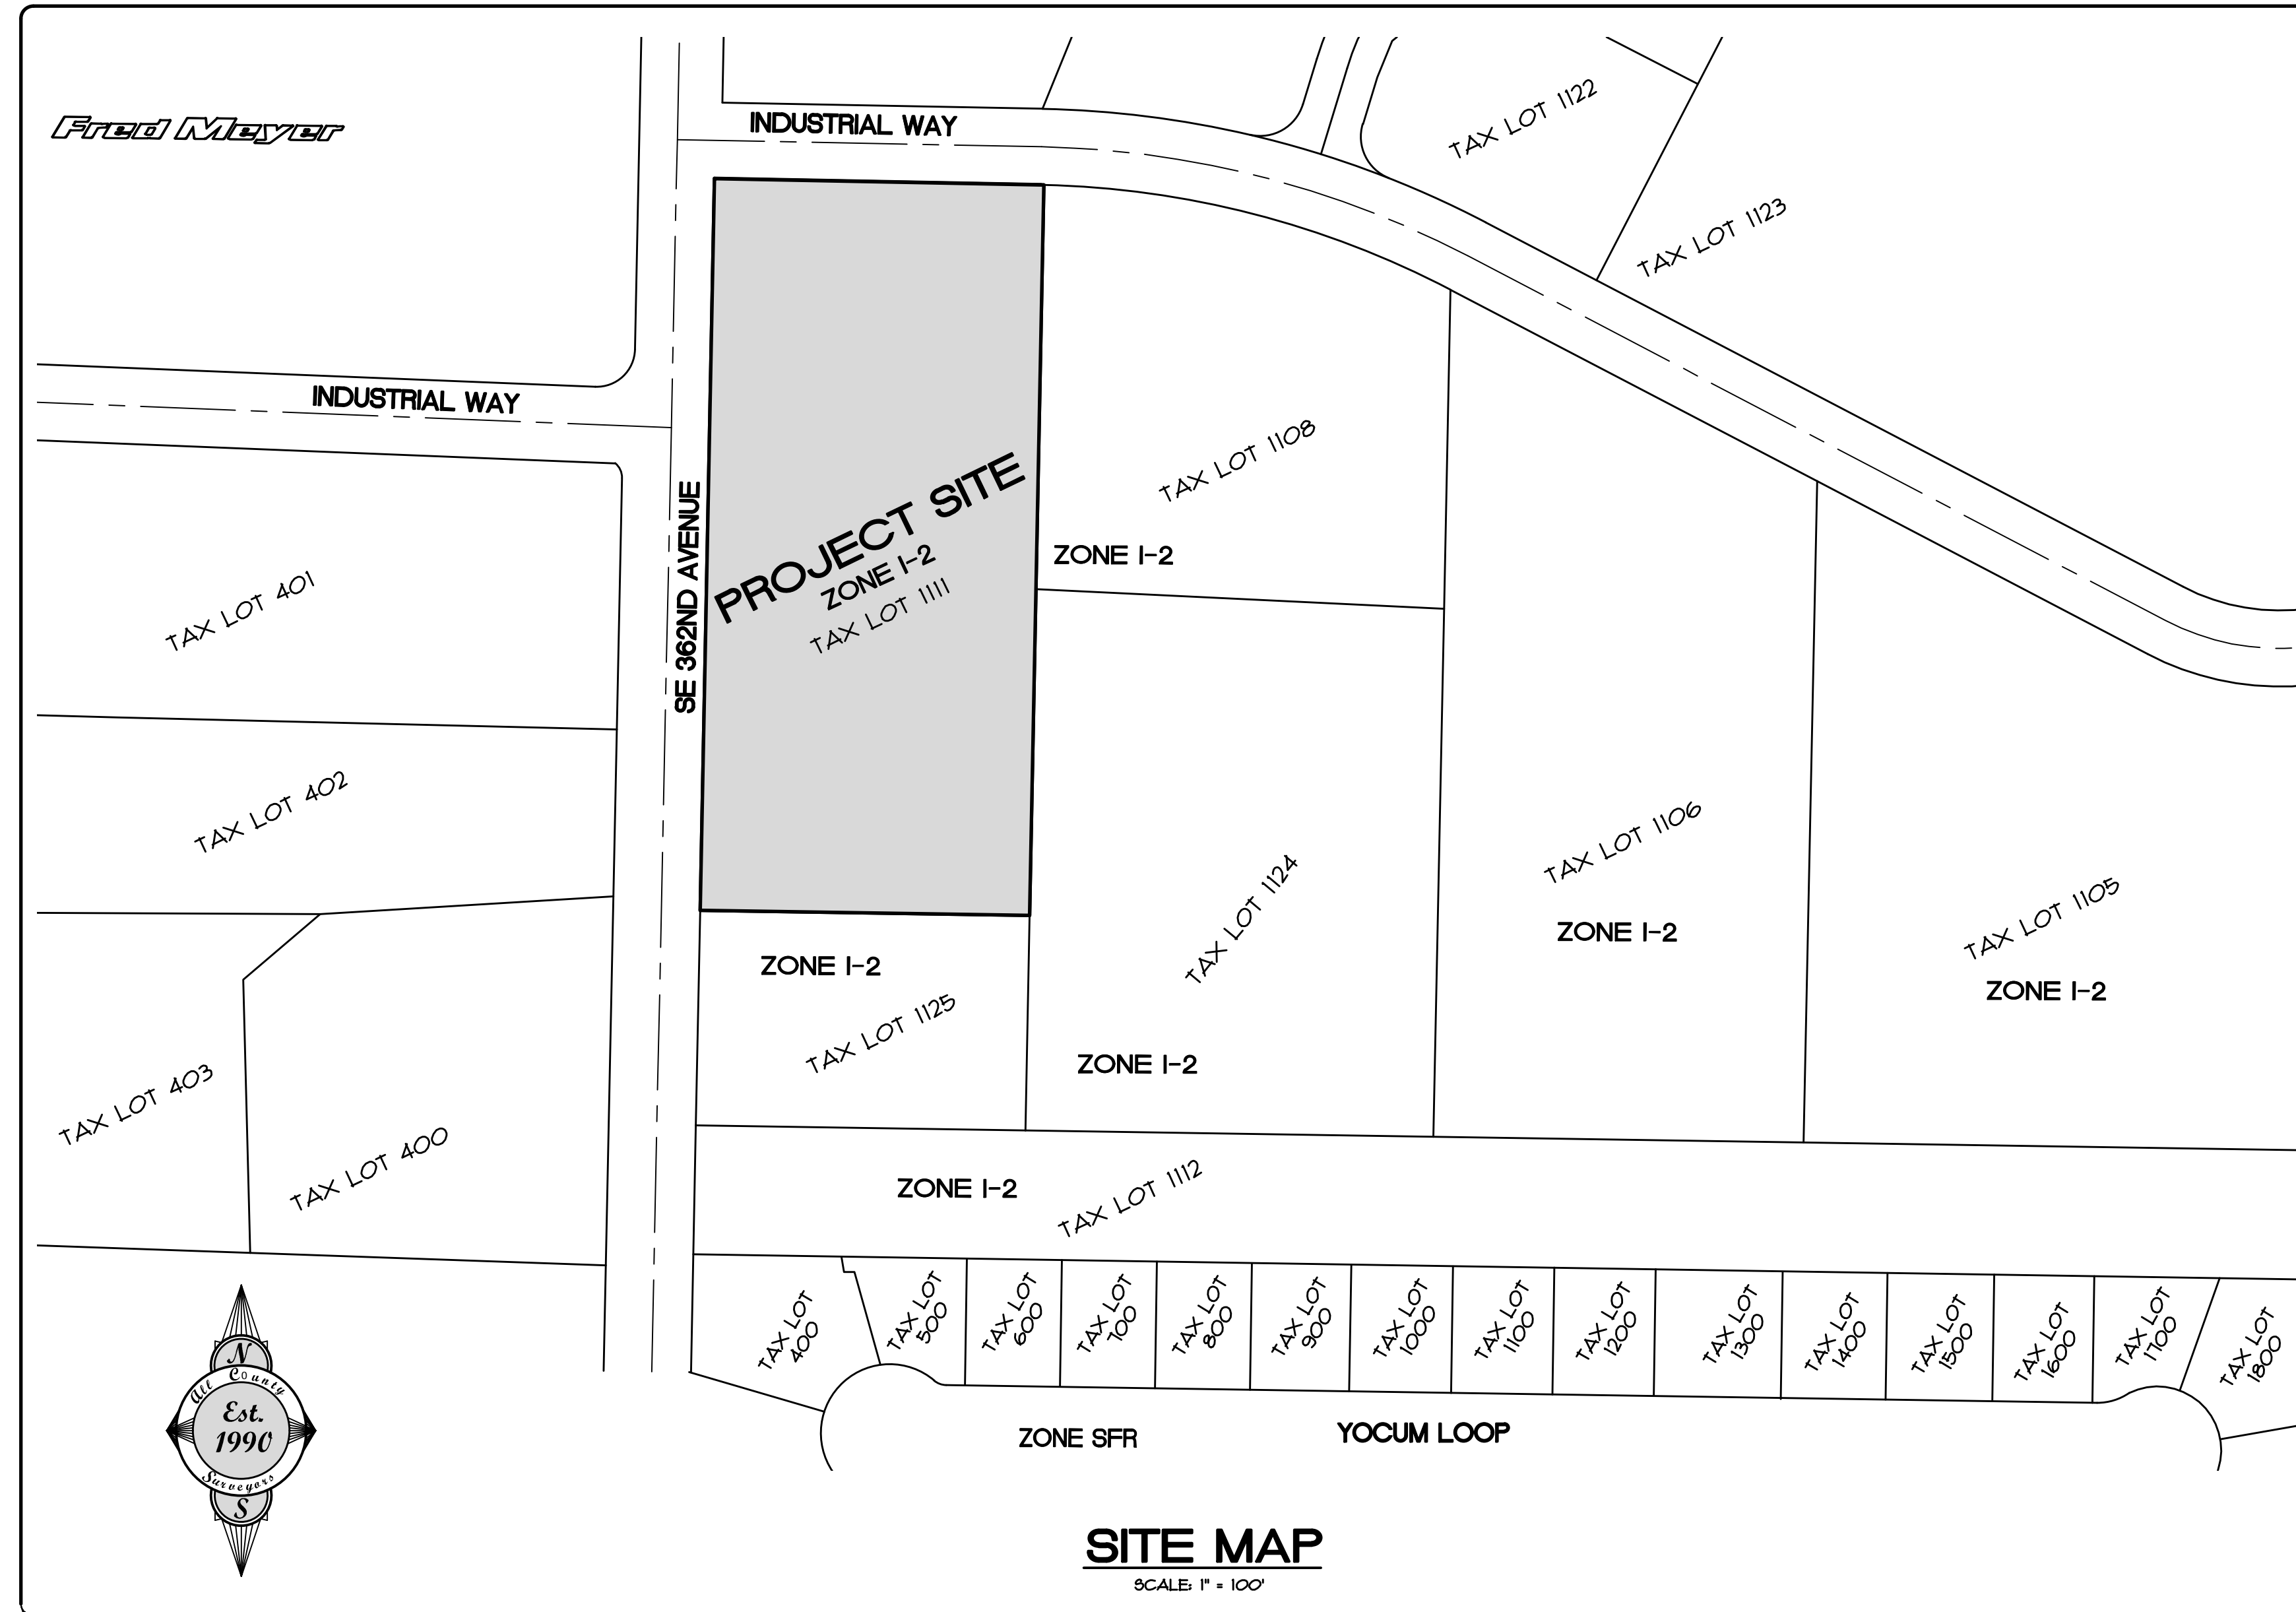 Fred Meyer
INDUSTRIAL WAY
TAX LOT 1122
TAX LOT 1123
INDUSTRIAL WAY
SE 362ND AVENUE
PROJECT SITE
ZONE I-2
TAX LOT 1111
TAX LOT 1108
ZONE I-2
TAX LOT 401
TAX LOT 402
TAX LOT 403
TAX LOT 400
ZONE I-2
TAX LOT 1125
TAX LOT 1124
ZONE I-2
TAX LOT 1106
ZONE I-2
TAX LOT 1105
ZONE I-2
ZONE I-2
TAX LOT 1112
TAX LOT
400
TAX LOT
500
TAX LOT
600
TAX LOT
700
TAX LOT
800
TAX LOT
900
TAX LOT
1000
TAX LOT
1100
TAX LOT
1200
TAX LOT
1300
TAX LOT
1400
TAX LOT
1500
TAX LOT
1600
TAX LOT
1700
TAX LOT
1800
ZONE SFR
YOCUM LOOP
N
All County
Est.
1990
Surveyors
S
SITE MAP
SCALE: 1" = 100'